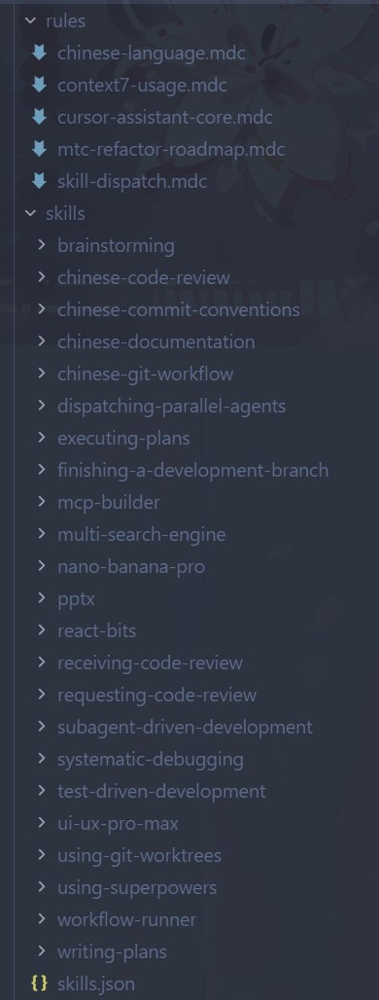 rules
chinese-language.mdc
context7-usage.mdc
cursor-assistant-core.mdc
mtc-refactor-roadmap.mdc
skill-dispatch.mdc
skills
brainstorming
chinese-code-review
chinese-commit-conventions
chinese-documentation
chinese-git-workflow
dispatching-parallel-agents
executing-plans
finishing-a-development-branch
mcp-builder
multi-search-engine
nano-banana-pro
pptx
react-bits
receiving-code-review
requesting-code-review
subagent-driven-development
systematic-debugging
test-driven-development
ui-ux-pro-max
using-git-worktrees
using-superpowers
workflow-runner
writing-plans
{} skills.json